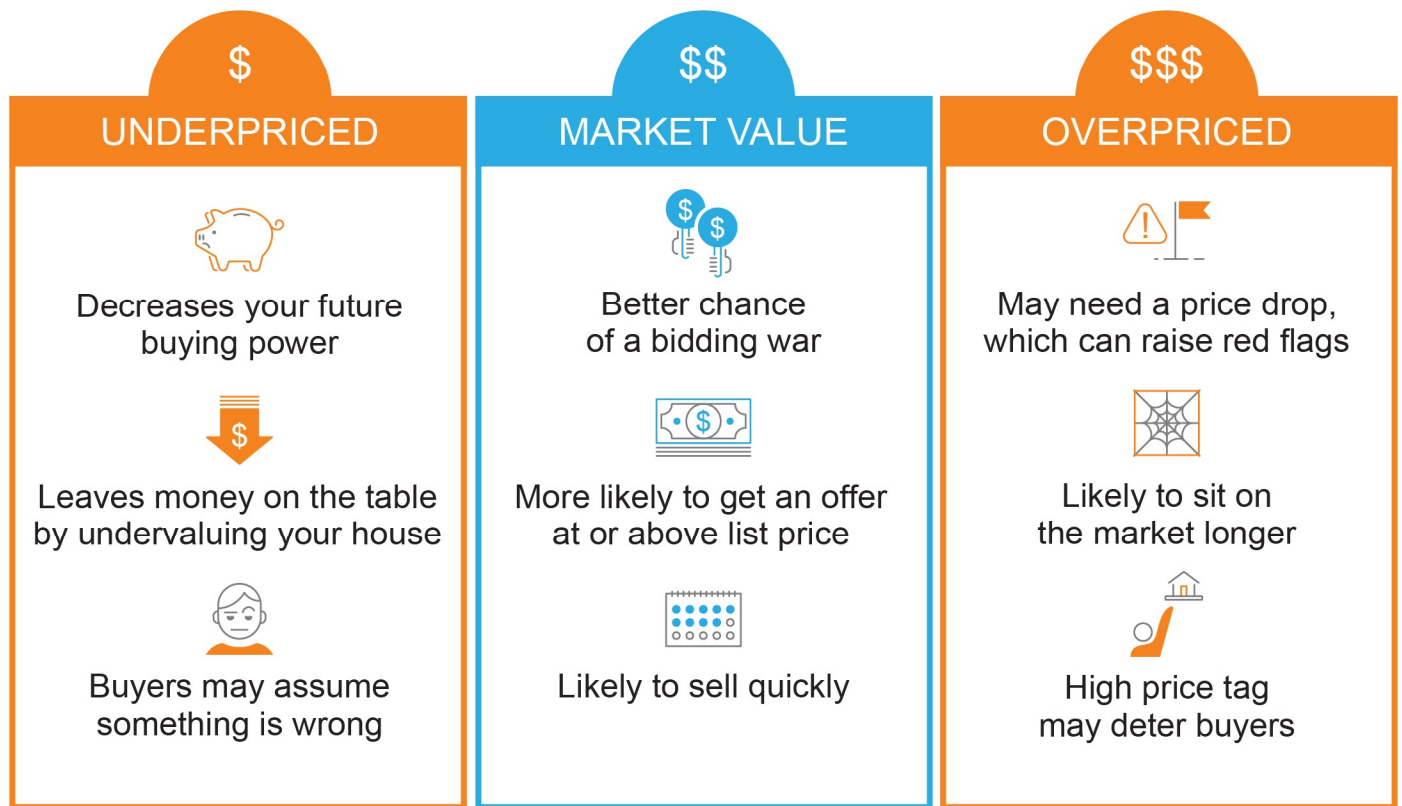 $
UNDERPRICED
Decreases your future
buying power
$
Leaves money on the table
by undervaluing your house
Buyers may assume
something is wrong
$$
MARKET VALUE
$
$
Better chance
of a bidding war
$
More likely to get an offer
at or above list price
Likely to sell quickly
$$$
OVERPRICED
!
May need a price drop,
which can raise red flags
Likely to sit on
the market longer
High price tag
may deter buyers